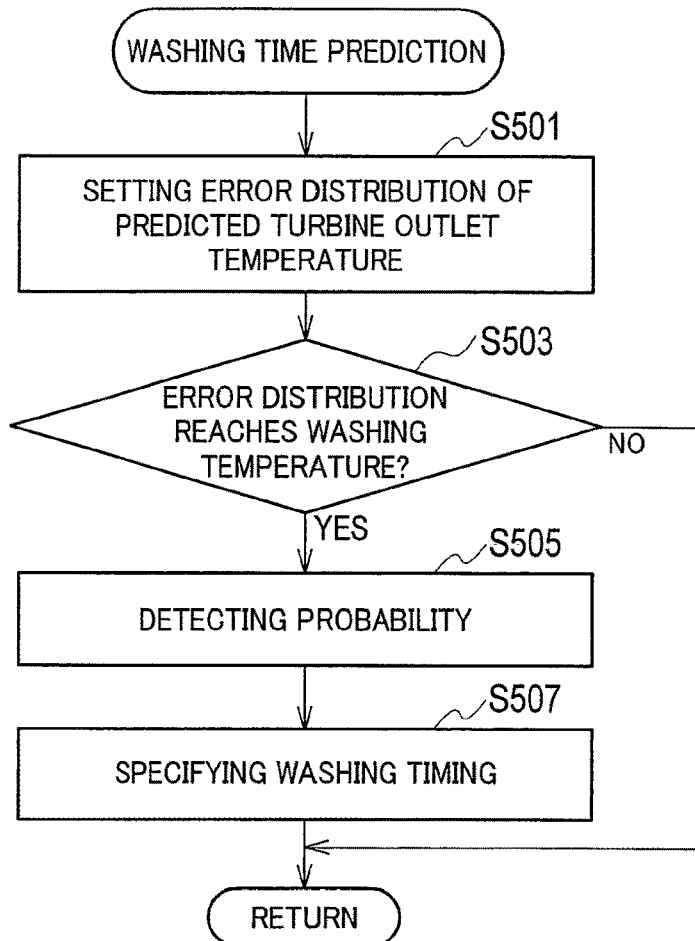 WASHING TIME PREDICTION
S501
SETTING ERROR DISTRIBUTION OF
PREDICTED TURBINE OUTLET
TEMPERATURE
S503
ERROR DISTRIBUTION
REACHES WASHING
TEMPERATURE?
NO
YES
S505
DETECTING PROBABILITY
S507
SPECIFYING WASHING TIMING
RETURN